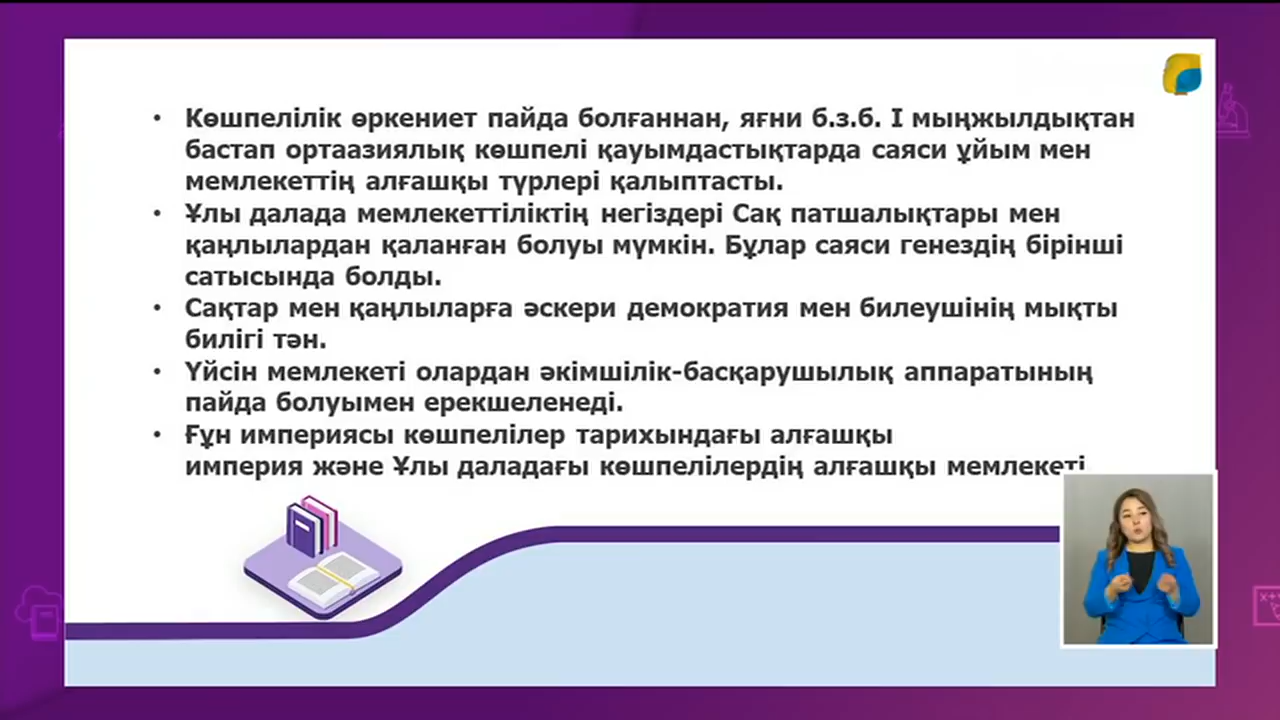 • Көшпелілік өркениет пайда болғаннан, яғни б.з.б. І мыңжылдықтан
бастап ортаазиялық көшпелі қауымдастықтарда саяси ұйым мен
мемлекеттің алғашқы түрлері қалыптасты.
• Ұлы далада мемлекеттіліктің негіздері Сақ патшалықтары мен
қаңлылардан қаланған болуы мүмкін. Бұлар саяси генездің бірінші
сатысында болды.
• Сақтар мен қаңлыларға әскери демократия мен билеушінің мықты
билігі тән.
• Үйсін мемлекеті олардан әкімшілік-басқарушылық аппаратының
пайда болуымен ерекшеленеді.
• Ғұн империясы көшпелілер тарихындағы алғашқы
империя және Ұлы даладағы көшпелілердің алғашқы мемлекеті